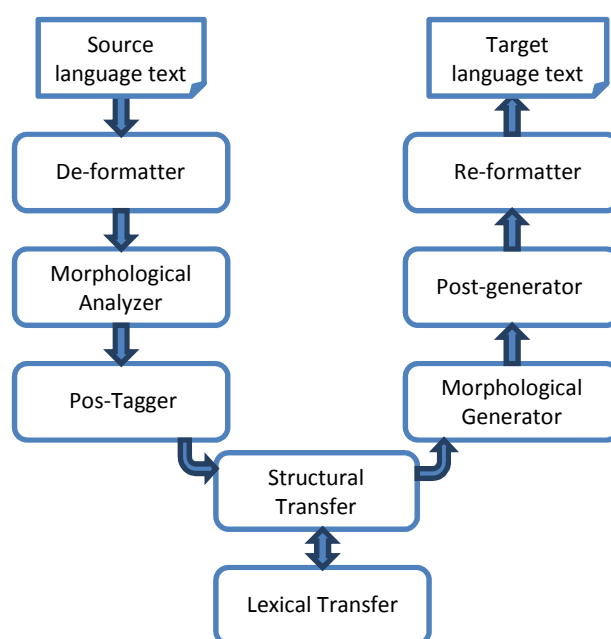 Source
language text
Target
language text
De-formatter
Re-formatter
Morphological
Analyzer
Post-generator
Pos-Tagger
Morphological
Generator
Structural
Transfer
Lexical Transfer